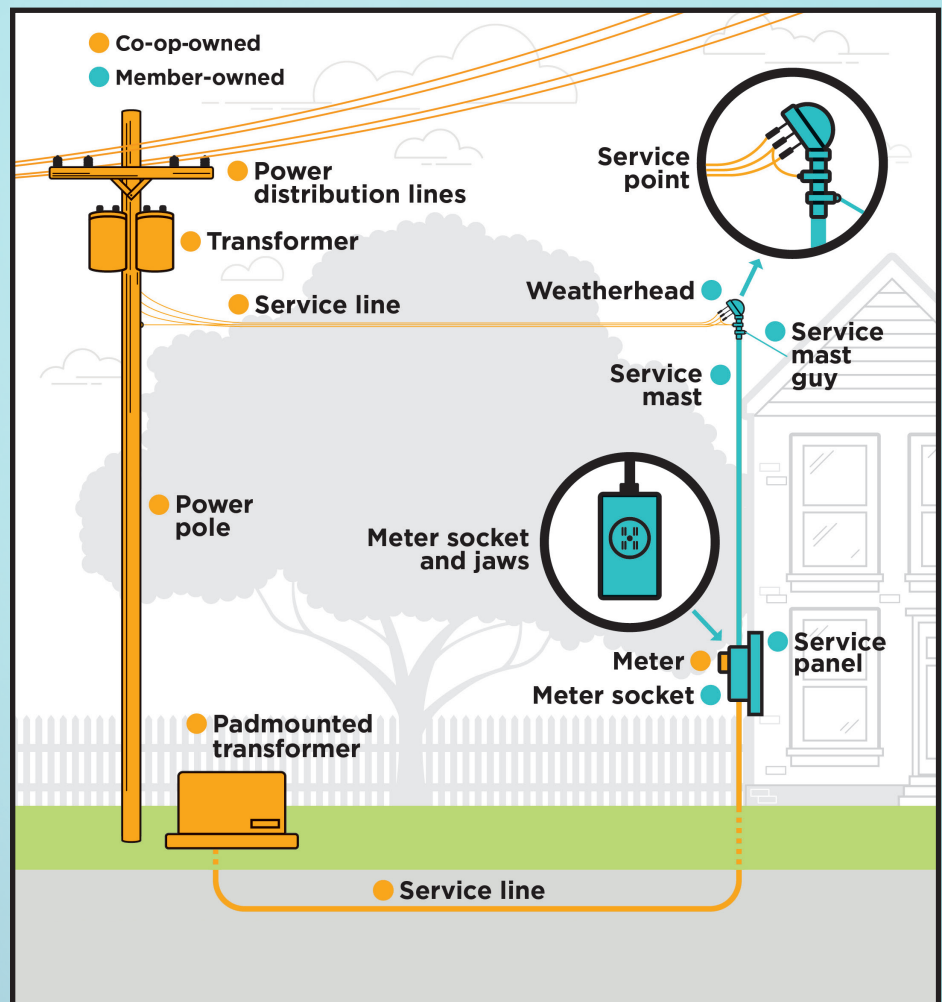 Co-op-owned
Member-owned
Power
distribution lines
Service
point
Transformer
Service line
Weatherhead
Service
mast
guy
Service
mast
Power
pole
Meter socket
and jaws
Meter
Service
panel
Meter socket
Padmounted
transformer
Service line